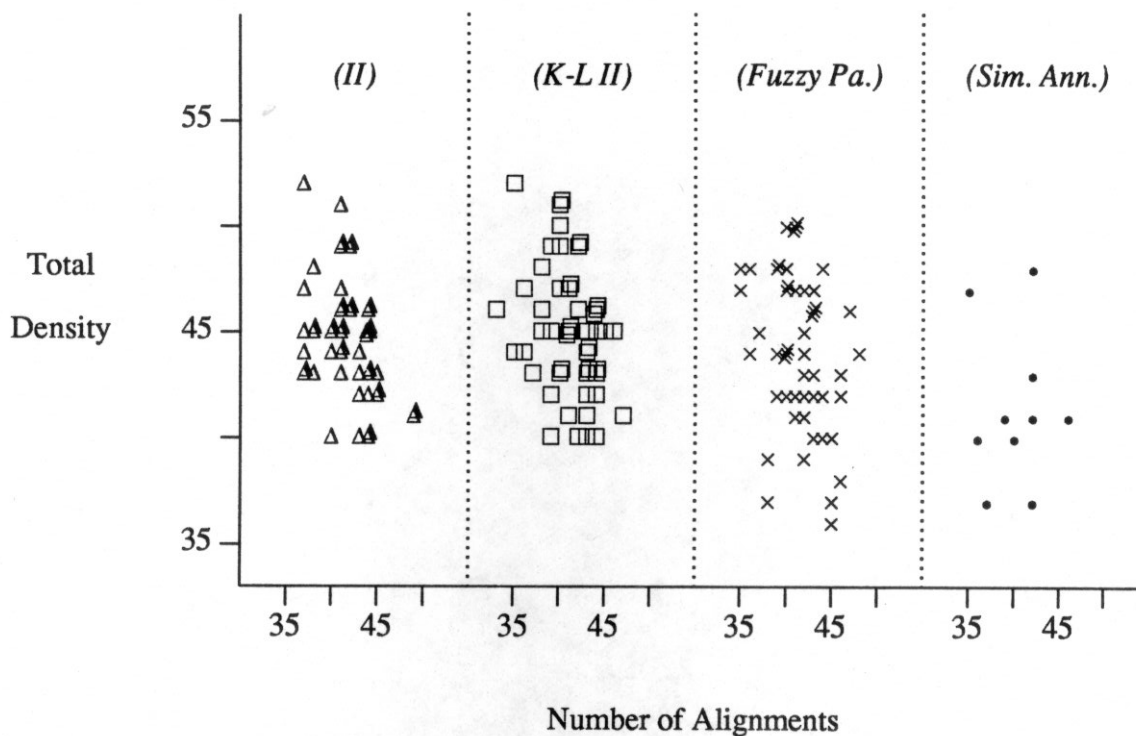 (II) (K-L II) (Fuzzy Pa.) (Sim. Ann.)
55
Total
Density
45
35
35 45 35 45 35 45 35 45
Number of Alignments